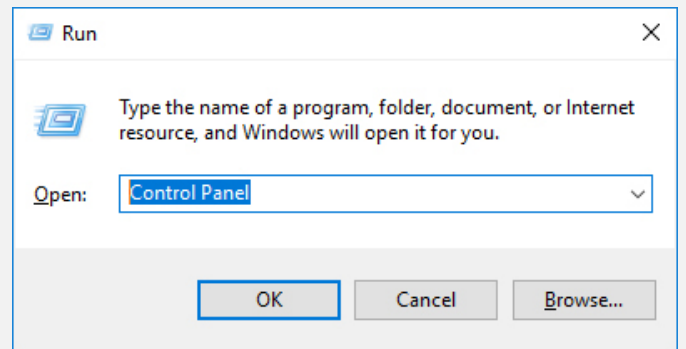 Run
Type the name of a program, folder, document, or Internet
resource, and Windows will open it for you.
Open: Control Panel
OK Cancel Browse...